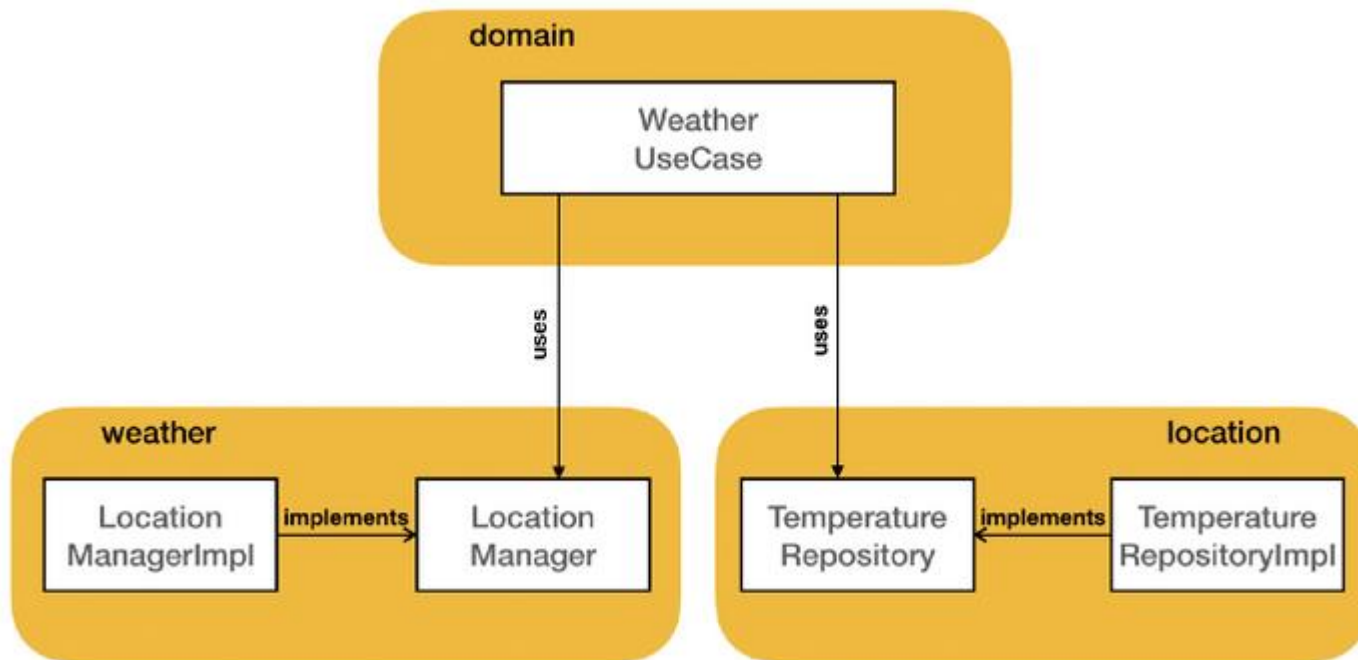 domain
Weather
UseCase
uses
uses
weather
location
Location
ManagerImpl
implements
Location
Manager
Temperature
Repository
implements
Temperature
RepositoryImpl